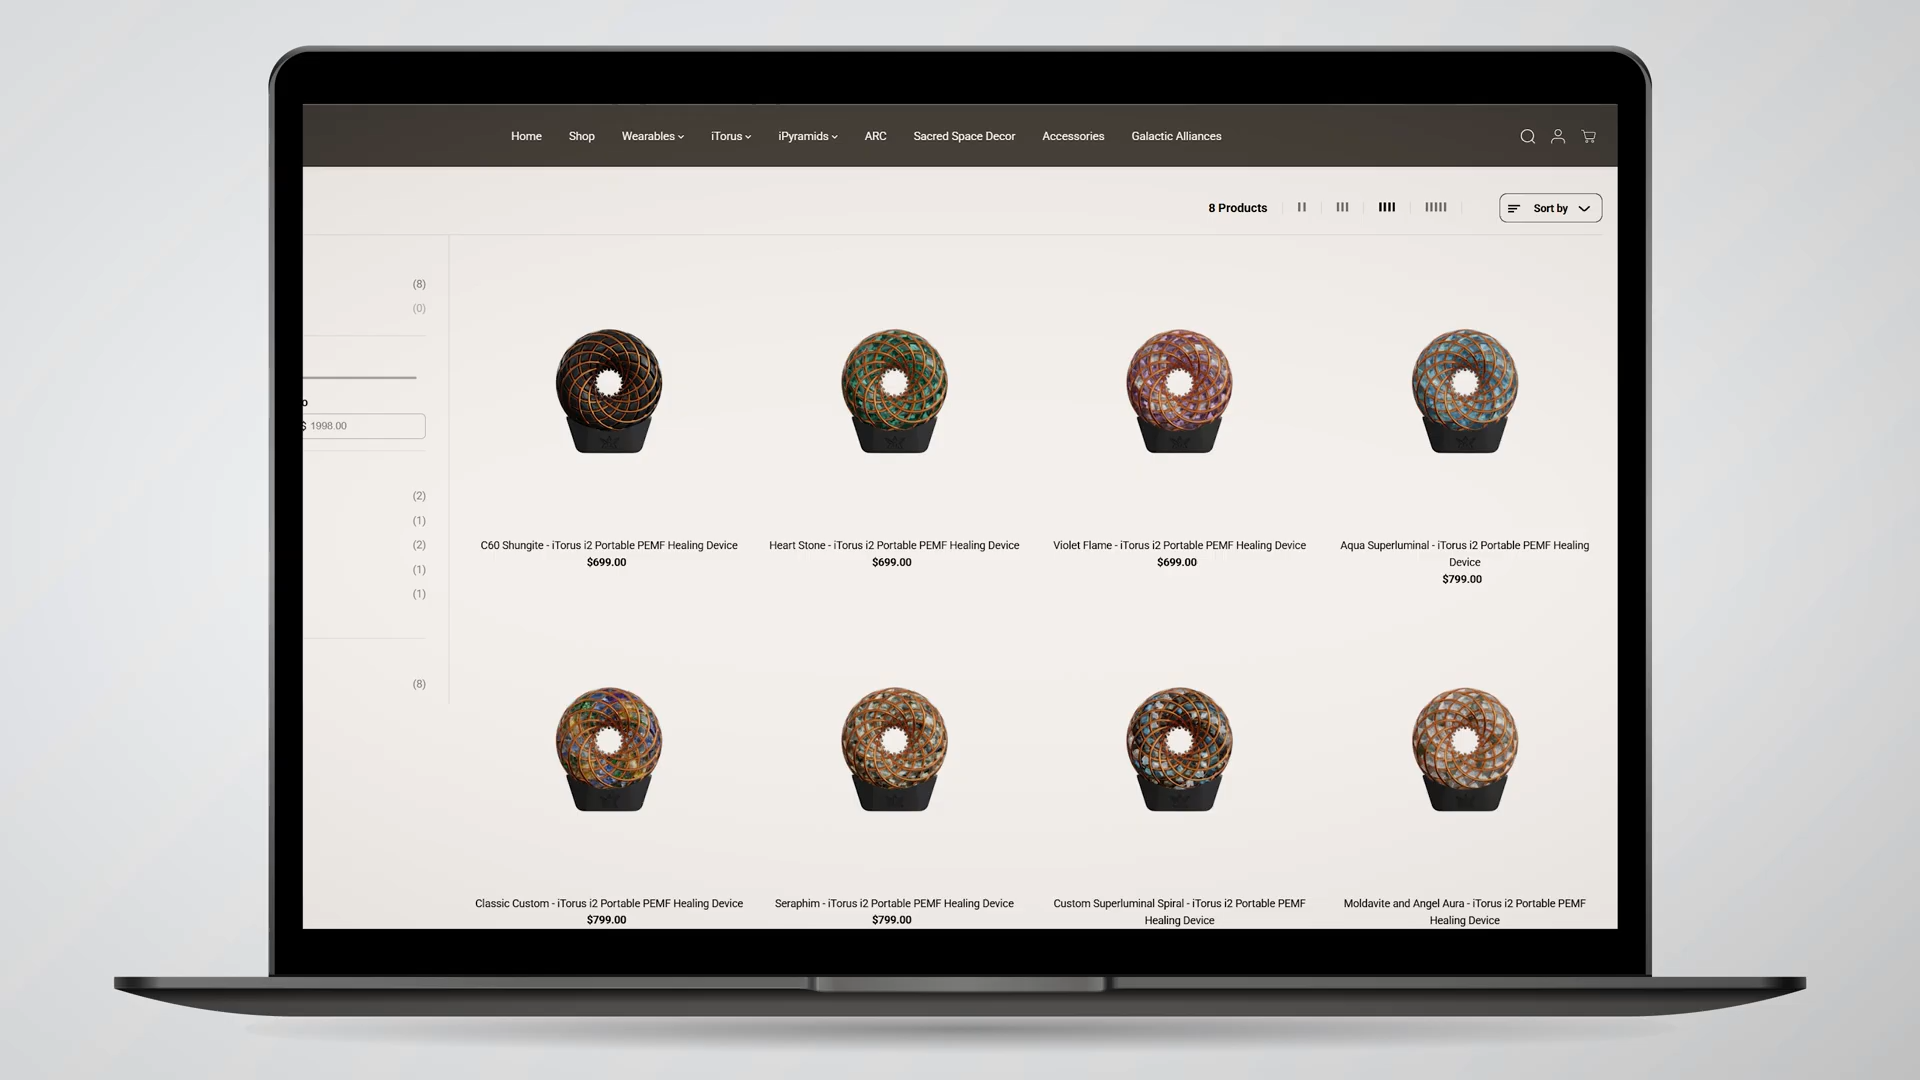 Home Shop Wearables iTorus iPyramids ARC Sacred Space Decor Accessories Galactic Alliances
8 Products Sort by
(8)
(0)
o
$ 1998.00
(2)
(1)
(2)
(1)
(1)
(8)
C60 Shungite - iTorus i2 Portable PEMF Healing Device
$699.00
Heart Stone - iTorus i2 Portable PEMF Healing Device
$699.00
Violet Flame - iTorus i2 Portable PEMF Healing Device
$699.00
Aqua Superluminal - iTorus i2 Portable PEMF Healing
Device
$799.00
Classic Custom - iTorus i2 Portable PEMF Healing Device
$799.00
Seraphim - iTorus i2 Portable PEMF Healing Device
$799.00
Custom Superluminal Spiral - iTorus i2 Portable PEMF
Healing Device
Moldavite and Angel Aura - iTorus i2 Portable PEMF
Healing Device